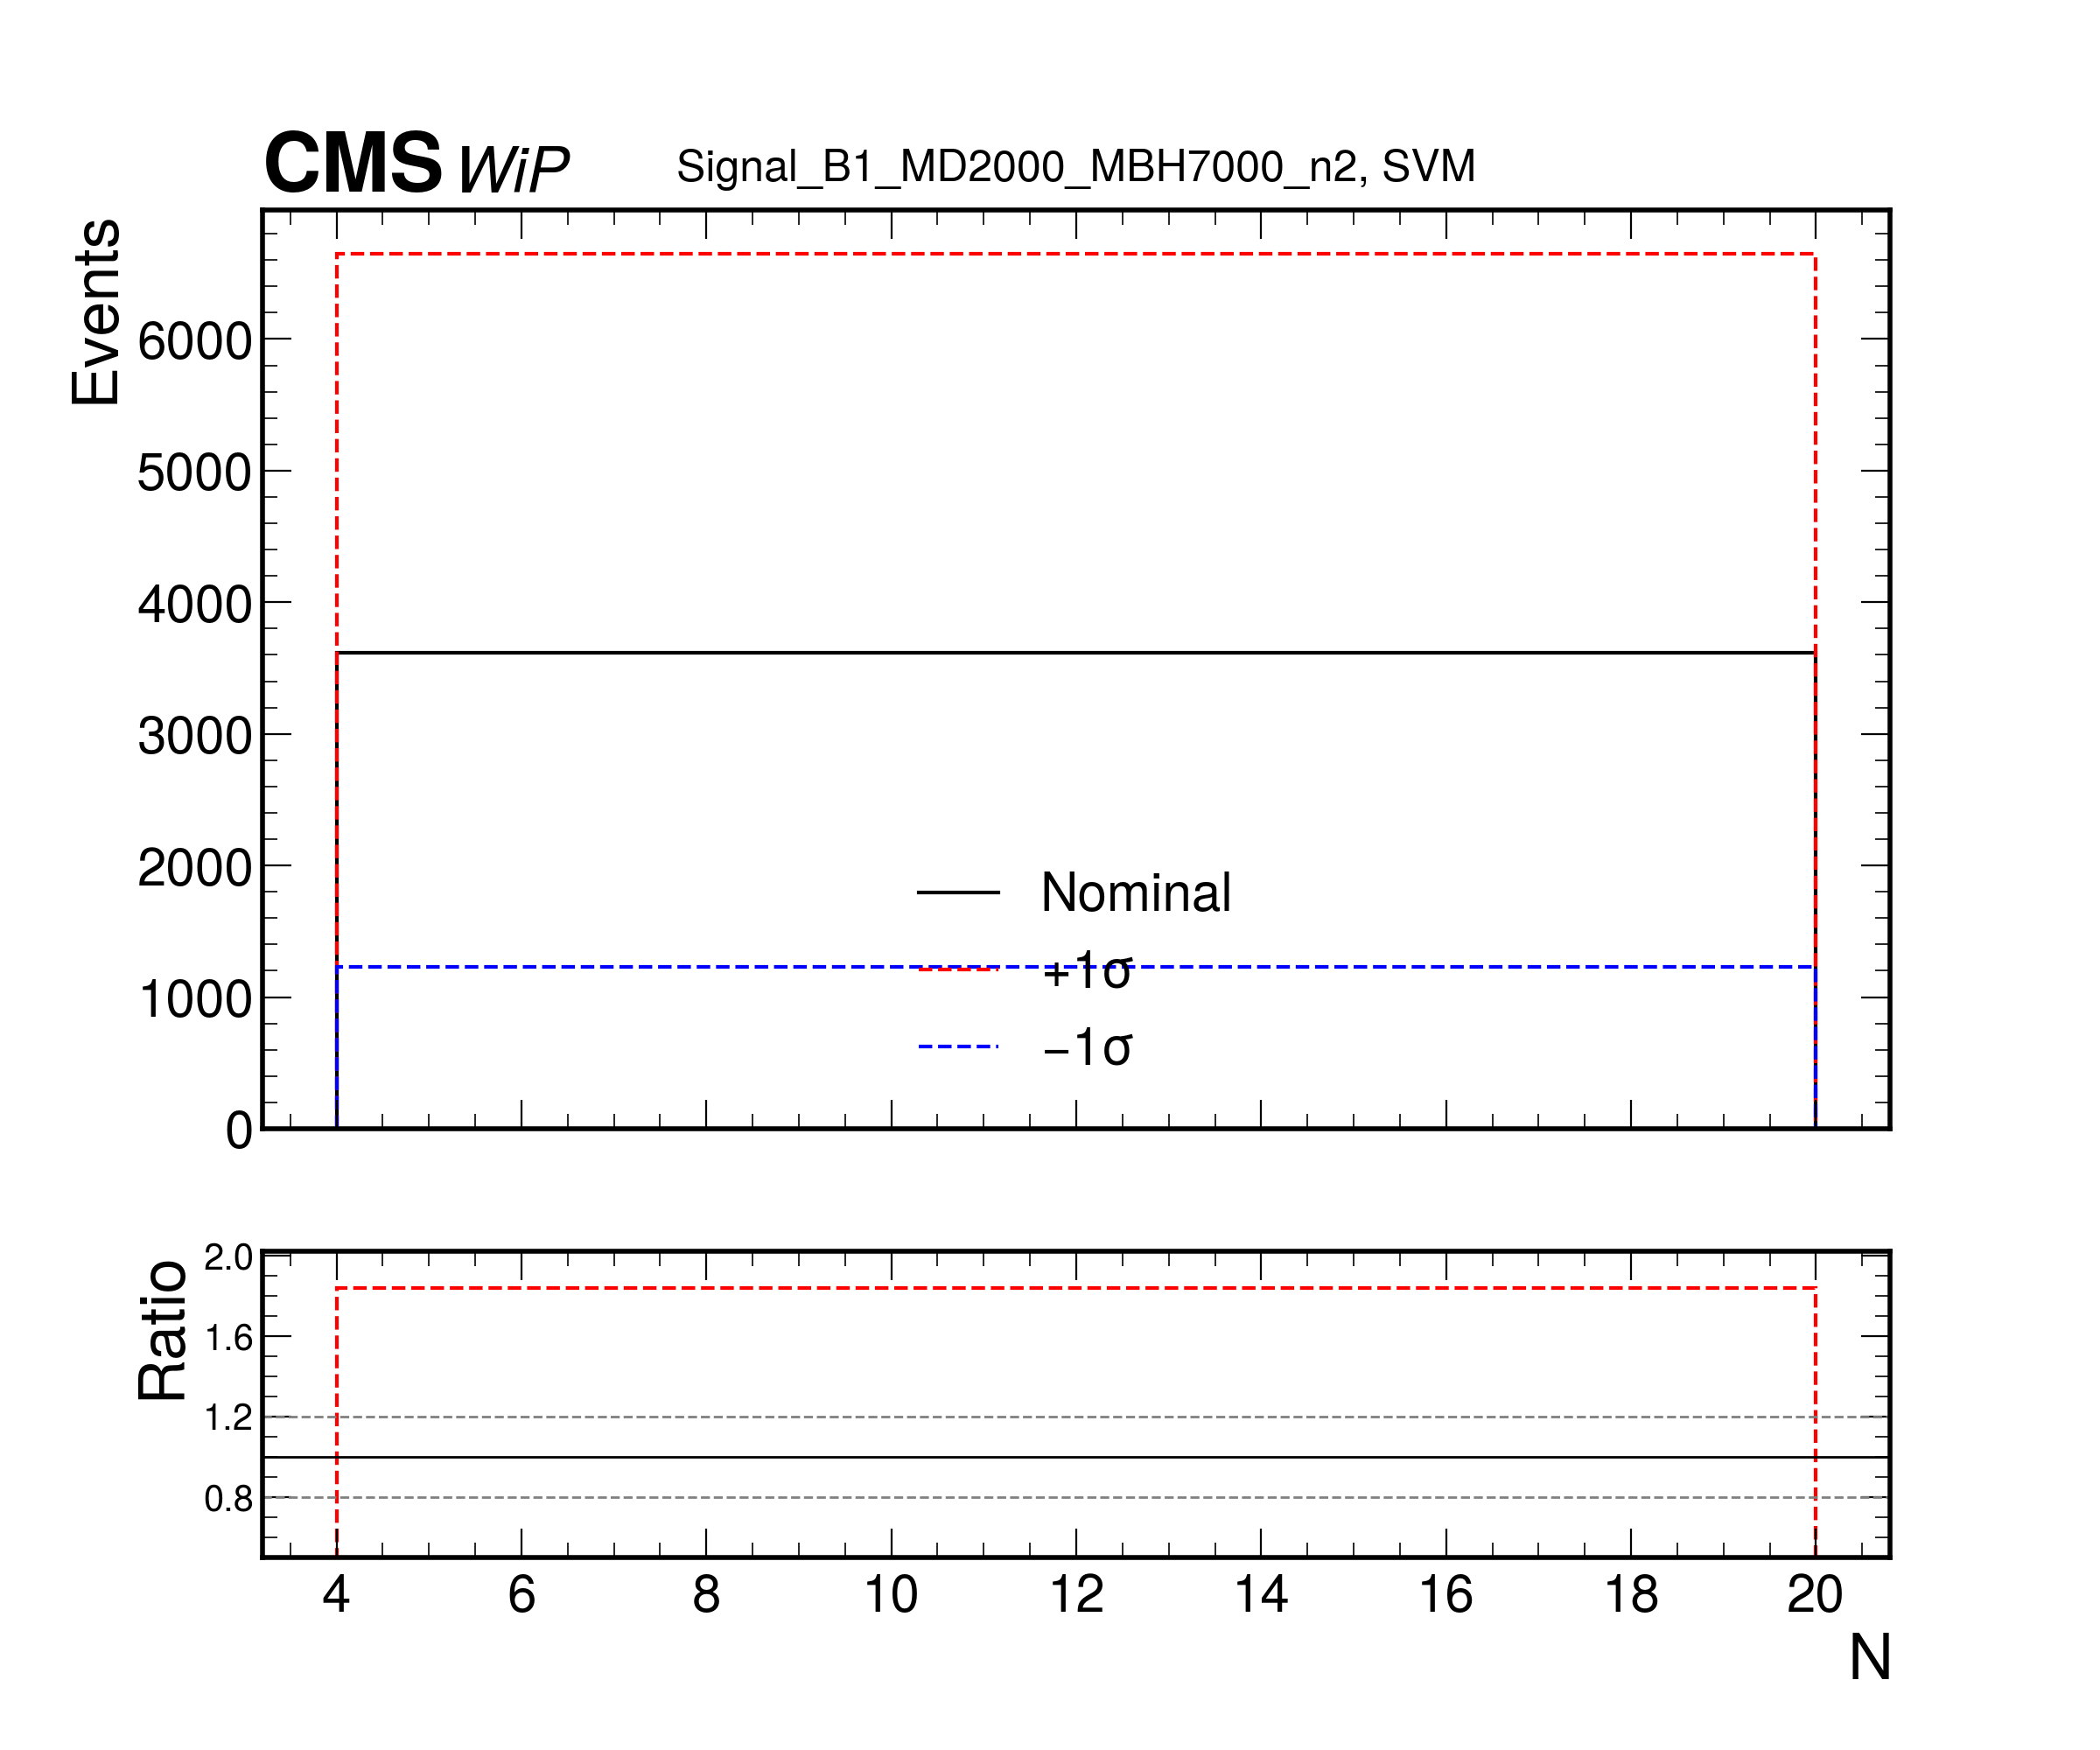 CMS WiP
Signal_B1_MD2000_MBH7000_n2, SVM
Events
6000
5000
4000
3000
2000
1000
0
Nominal
+1σ
−1σ
Ratio
2.0
1.6
1.2
0.8
4 6 8 10 12 14 16 18 20
N